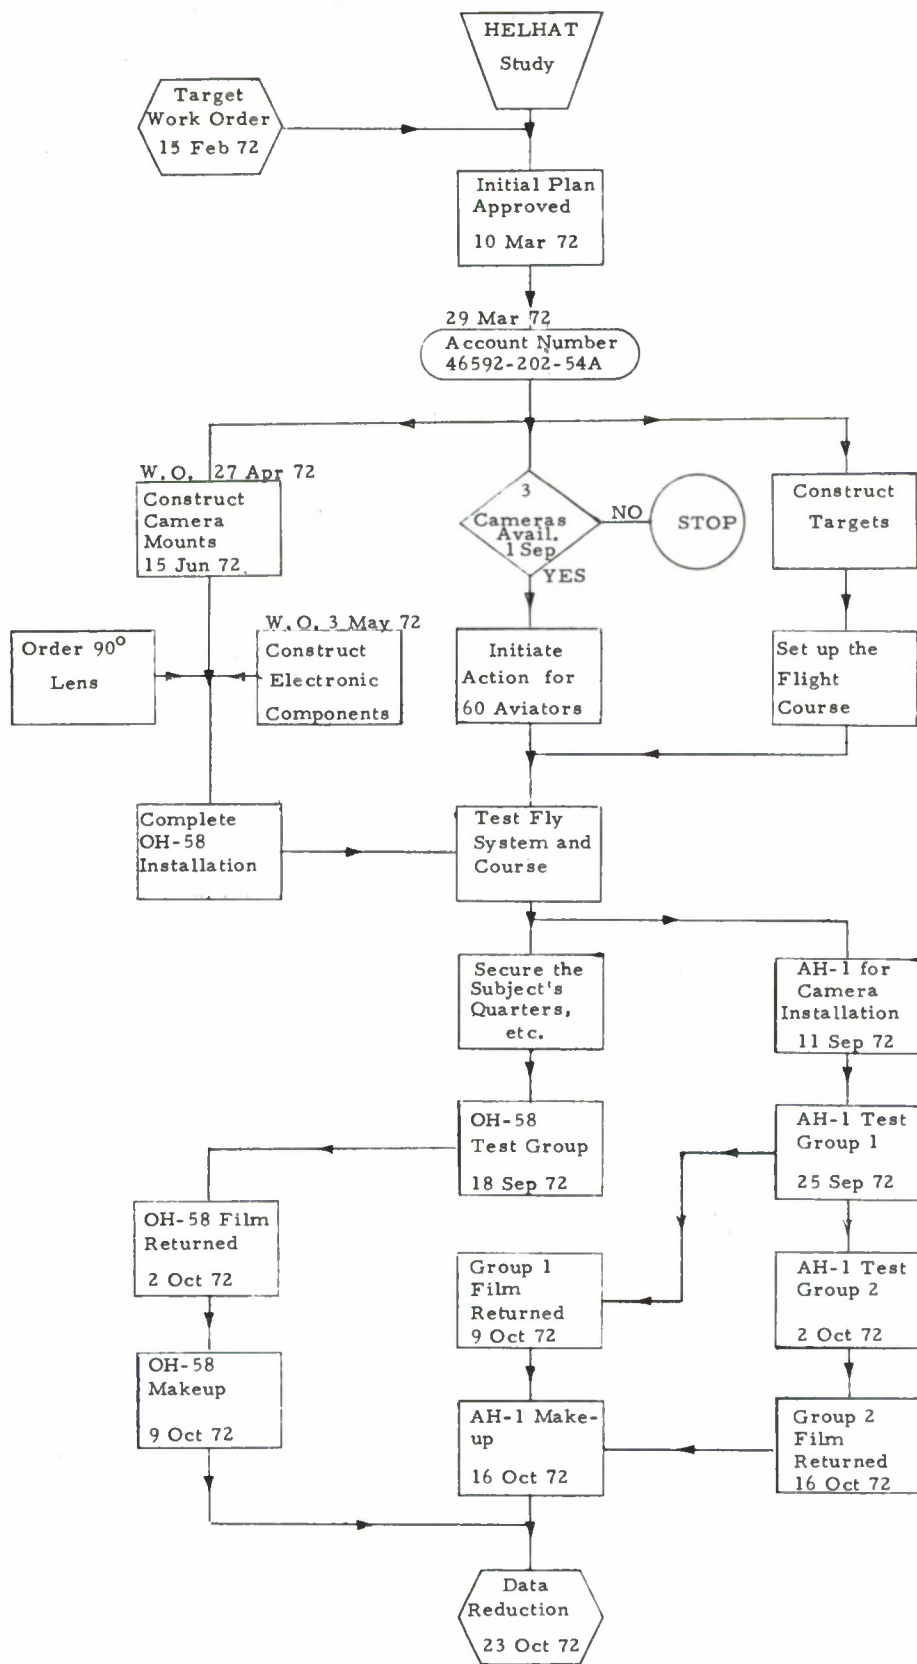 HELHAT
Study
Target
Work Order
15 Feb 72
Initial Plan
Approved
10 Mar 72
29 Mar 72
Account Number
46592-202-54A
W.O. 27 Apr 72
Construct
Camera
Mounts
15 Jun 72
3
Cameras
Avail.
1 Sep
NO
STOP
YES
Construct
Targets
Order 90°
Lens
W.O. 3 May 72
Construct
Electronic
Components
Initiate
Action for
60 Aviators
Set up the
Flight
Course
Complete
OH-58
Installation
Test Fly
System and
Course
Secure the
Subject's
Quarters,
etc.
AH-1 for
Camera
Installation
11 Sep 72
OH-58
Test Group
18 Sep 72
AH-1 Test
Group 1
25 Sep 72
OH-58 Film
Returned
2 Oct 72
Group 1
Film
Returned
9 Oct 72
AH-1 Test
Group 2
2 Oct 72
OH-58
Makeup
9 Oct 72
AH-1 Make-
up
16 Oct 72
Group 2
Film
Returned
16 Oct 72
Data
Reduction
23 Oct 72